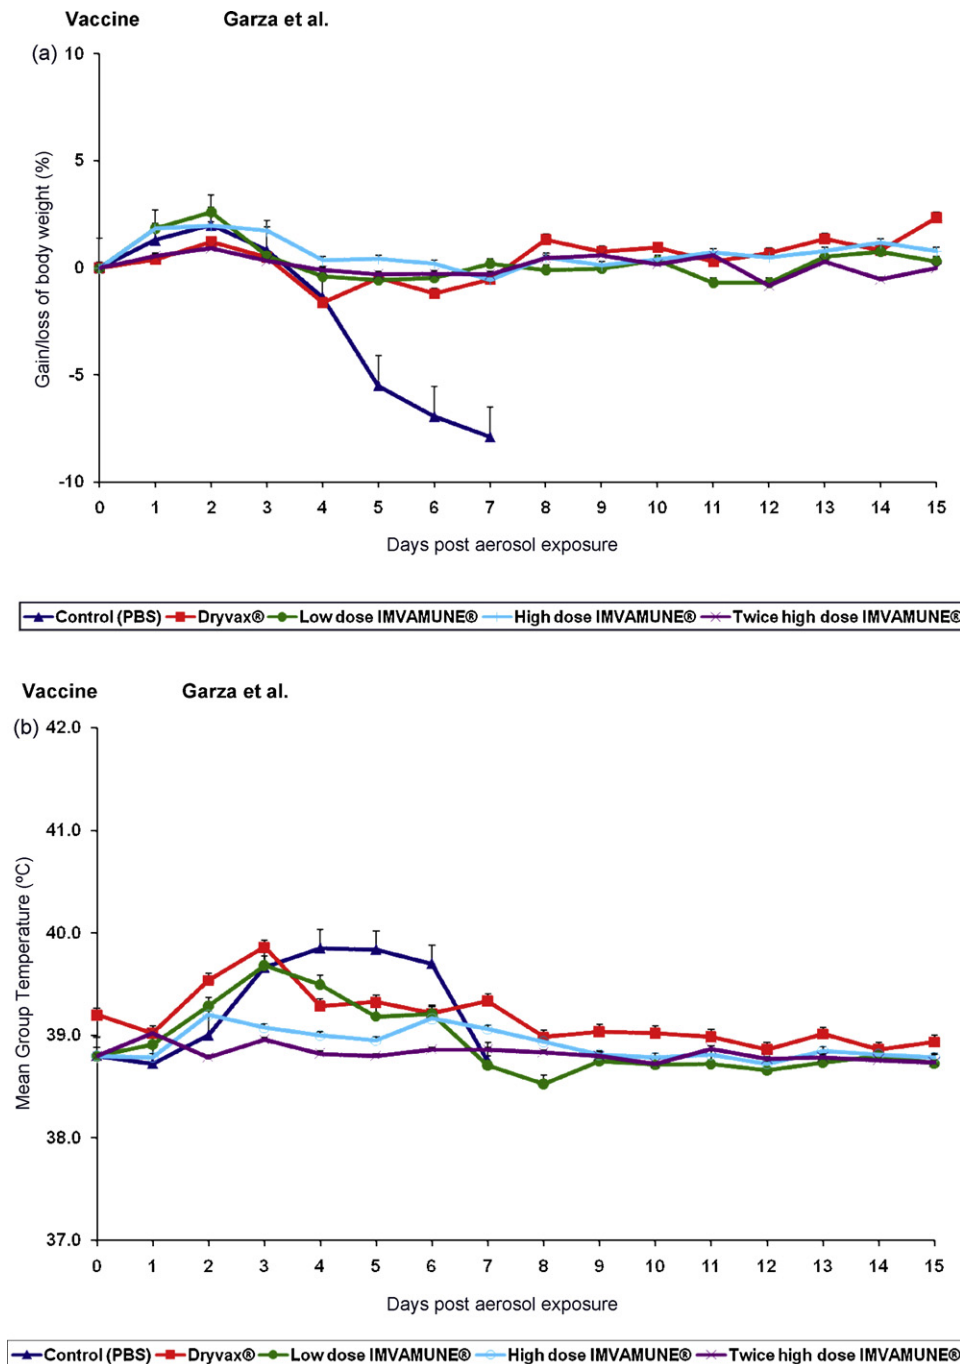 Vaccine Garza et al.
(a)
10
5
0
-5
-10
Gain/loss of body weight (%)
0 1 2 3 4 5 6 7 8 9 10 11 12 13 14 15
Days post aerosol exposure
Control (PBS) Dryvax® Low dose IMVAMUNE® High dose IMVAMUNE® Twice high dose IMVAMUNE®
Vaccine Garza et al.
(b)
42.0
41.0
40.0
39.0
38.0
37.0
Mean Group Temperature (ºC)
0 1 2 3 4 5 6 7 8 9 10 11 12 13 14 15
Days post aerosol exposure
Control (PBS) Dryvax® Low dose IMVAMUNE® High dose IMVAMUNE® Twice high dose IMVAMUNE®